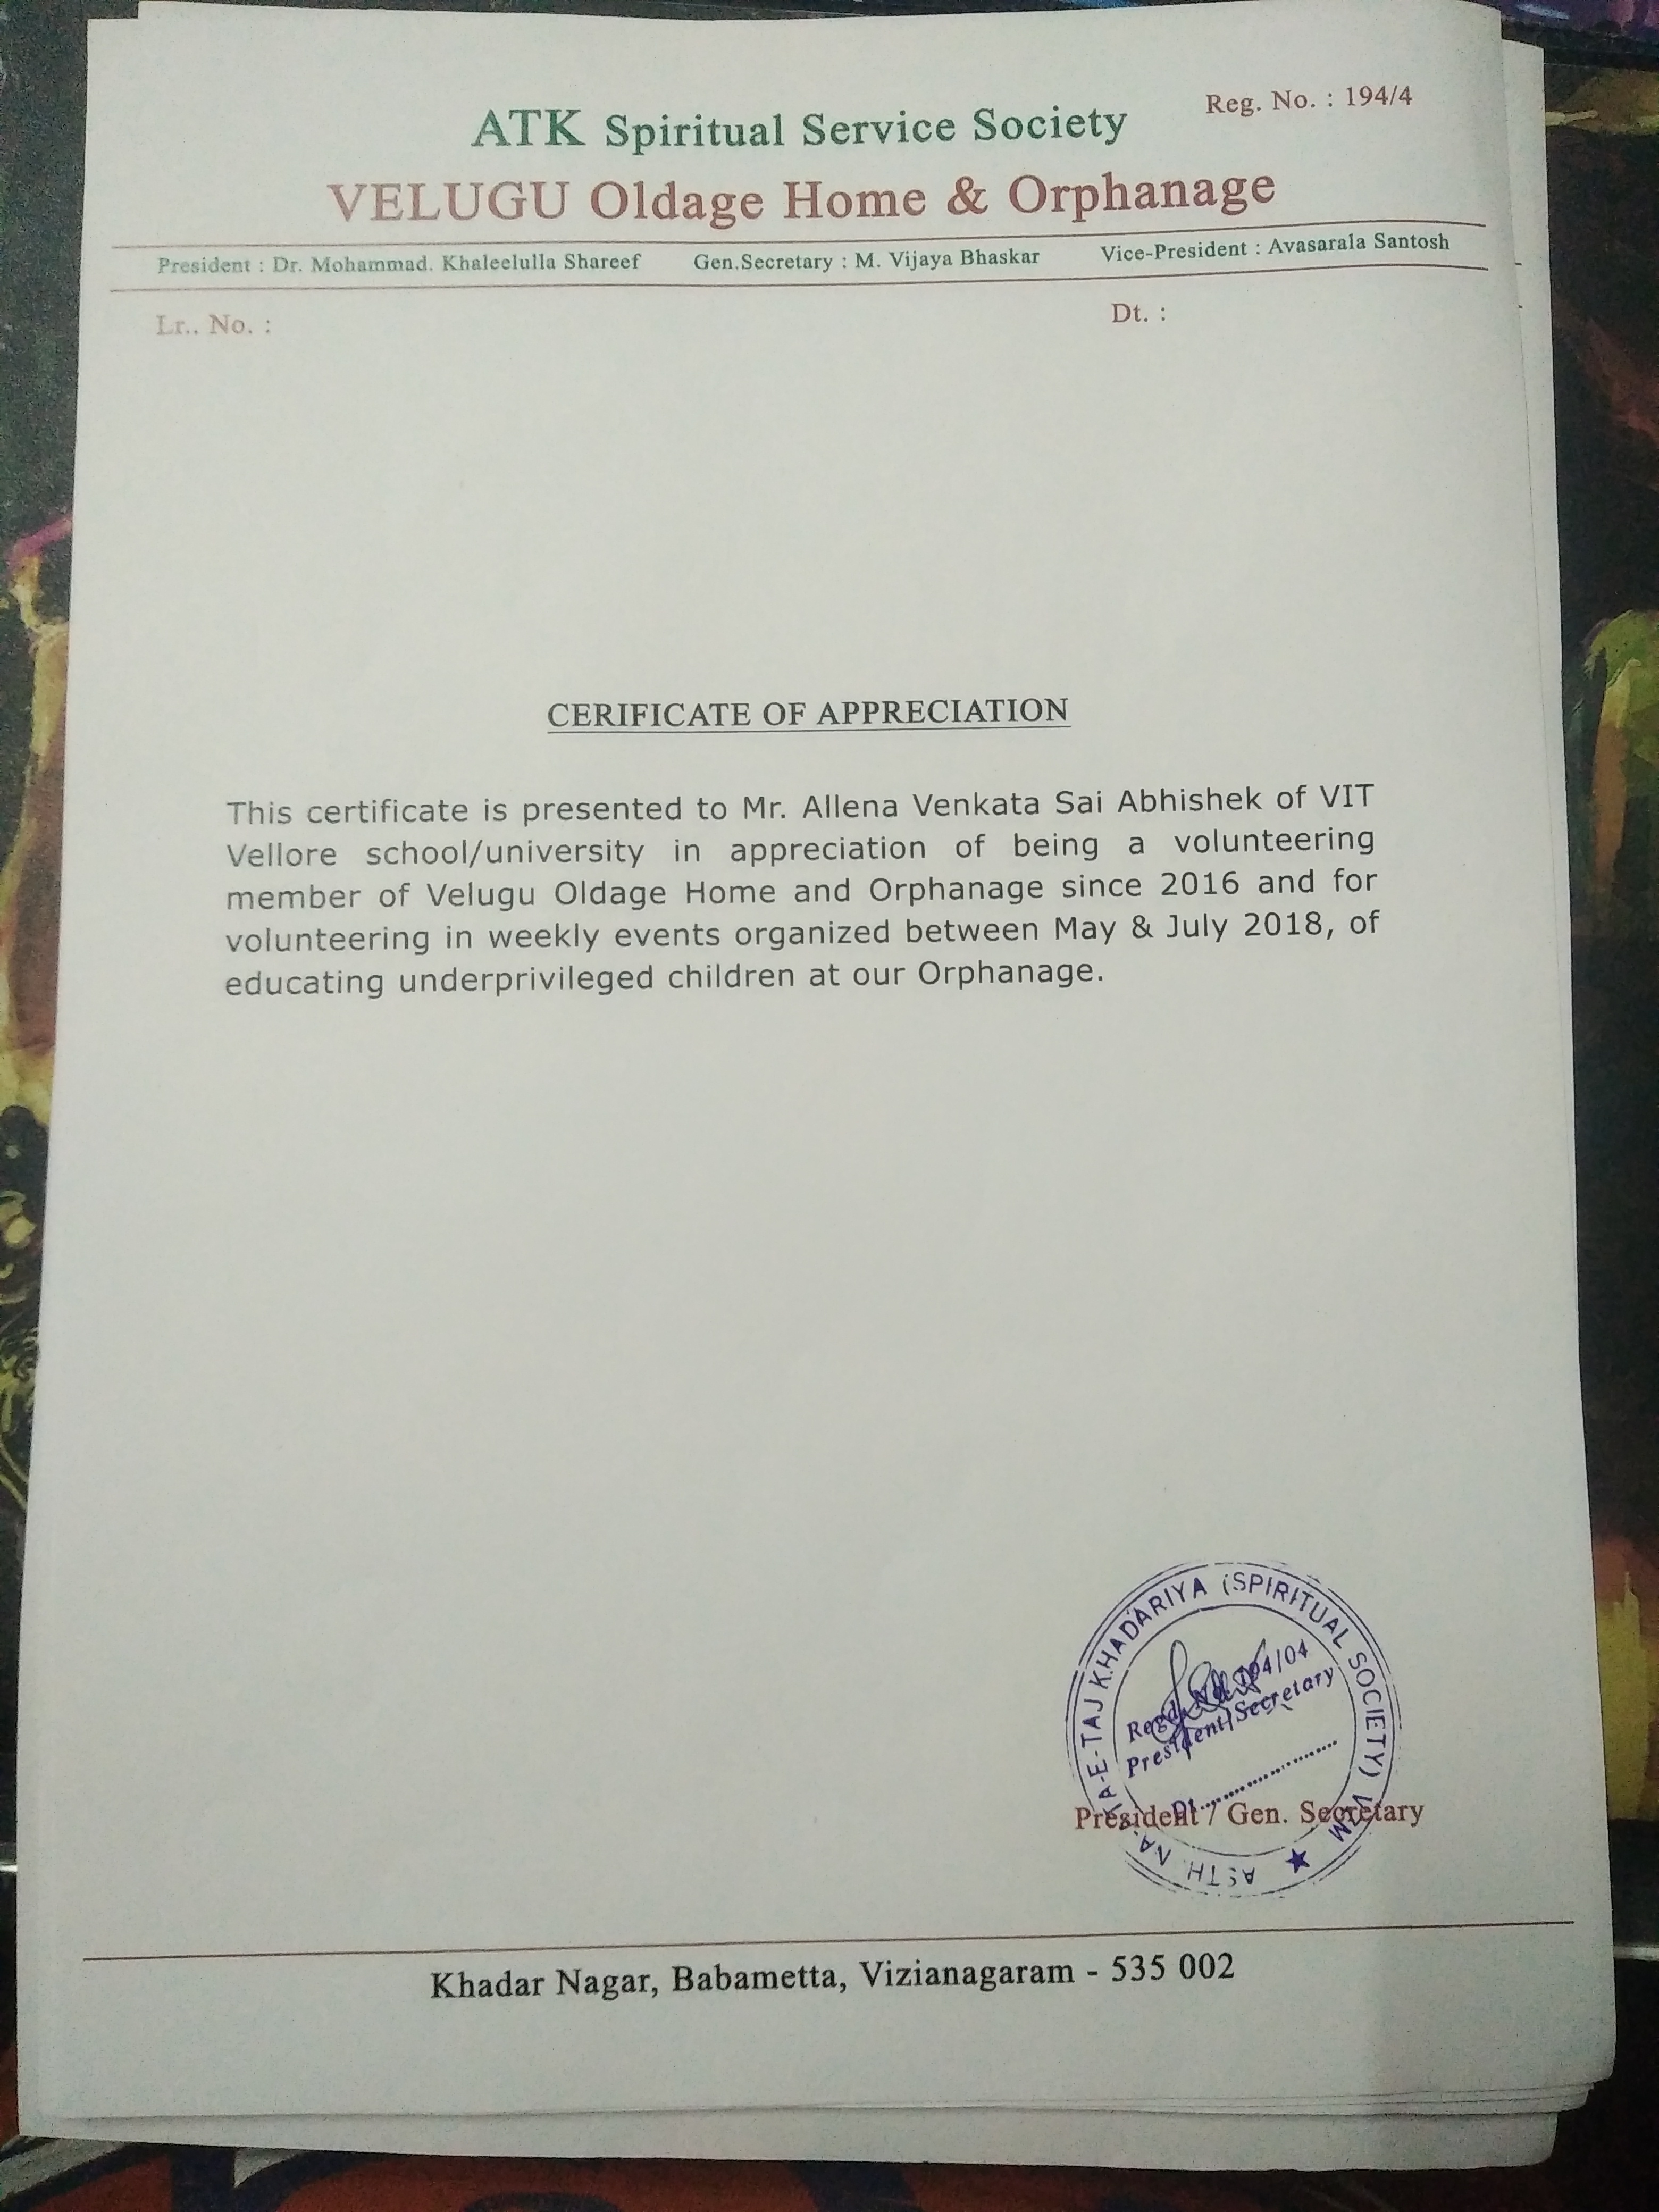 Reg. No. : 194/4
ATK Spiritual Service Society
VELUGU Oldage Home & Orphanage
President : Dr. Mohammad. Khaleelulla Shareef Gen.Secretary : M. Vijaya Bhaskar Vice-President : Avasarala Santosh
Lr.. No. : Dt. :
CERIFICATE OF APPRECIATION
This certificate is presented to Mr. Allena Venkata Sai Abhishek of VIT
Vellore school/university in appreciation of being a volunteering
member of Velugu Oldage Home and Orphanage since 2016 and for
volunteering in weekly events organized between May & July 2018, of
educating underprivileged children at our Orphanage.
KHADARIYA (SPIRITUAL SOCIETY) VZM
ASTH
A-E-TAJ
Regd. No. 194/04
President/Secretary
Dt.....................
President / Gen. Secretary
Khadar Nagar, Babametta, Vizianagaram - 535 002